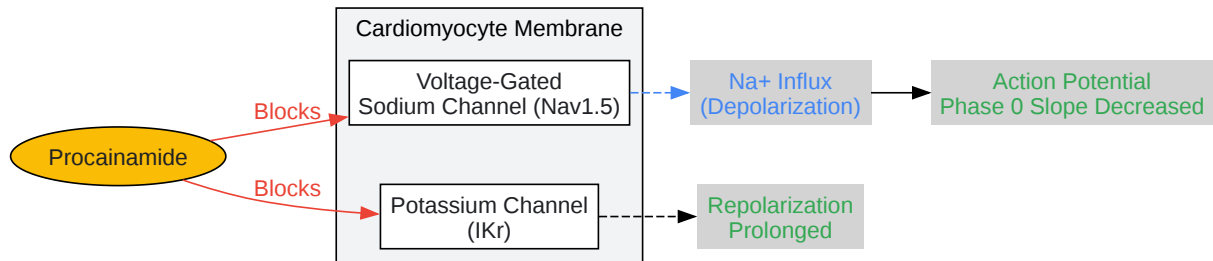 Cardiomyocyte Membrane
Voltage-Gated
Sodium Channel (Nav1.5)
Na+ Influx
(Depolarization)
Action Potential
Phase 0 Slope Decreased
Blocks
Procainamide
Blocks
Potassium Channel
(IKr)
Repolarization
Prolonged